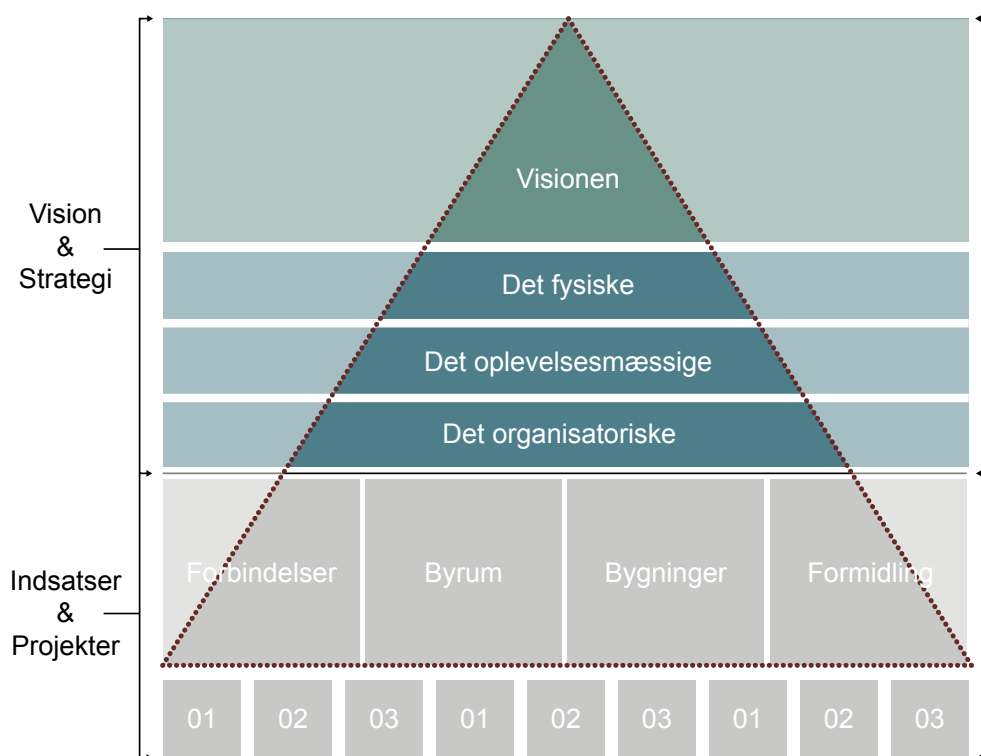 Visionen
Vision
&
Strategi
Det fysiske
Det oplevelsesmæssige
Det organisatoriske
Indsatser
&
Projekter
Forbindelser
Byrum
Bygninger
Formidling
01 02 03 01 02 03 01 02 03